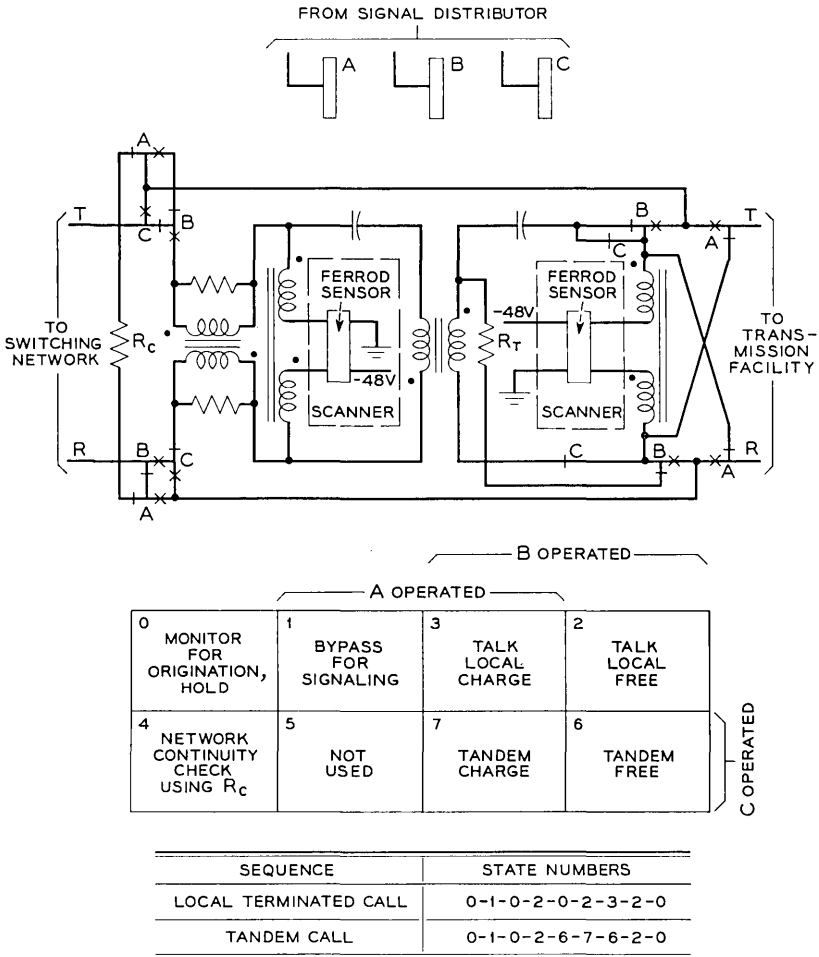 FROM SIGNAL DISTRIBUTOR
A
B
C
A
T
B
C
B
T
C
A
FERROD
SENSOR
-48V
FERROD
SENSOR
TO
SWITCHING
NETWORK
RC
RT
TO
TRANS-
MISSION
FACILITY
-48V
SCANNER
SCANNER
R
B
C
C
B
R
A
A
B OPERATED
A OPERATED
0
MONITOR
FOR
ORIGINATION,
HOLD
1
BYPASS
FOR
SIGNALING
3
TALK
LOCAL
CHARGE
2
TALK
LOCAL
FREE
4
NETWORK
CONTINUITY
CHECK
USING RC
5
NOT
USED
7
TANDEM
CHARGE
6
TANDEM
FREE
C OPERATED
SEQUENCE STATE NUMBERS
LOCAL TERMINATED CALL 0-1-0-2-0-2-3-2-0
TANDEM CALL 0-1-0-2-6-7-6-2-0